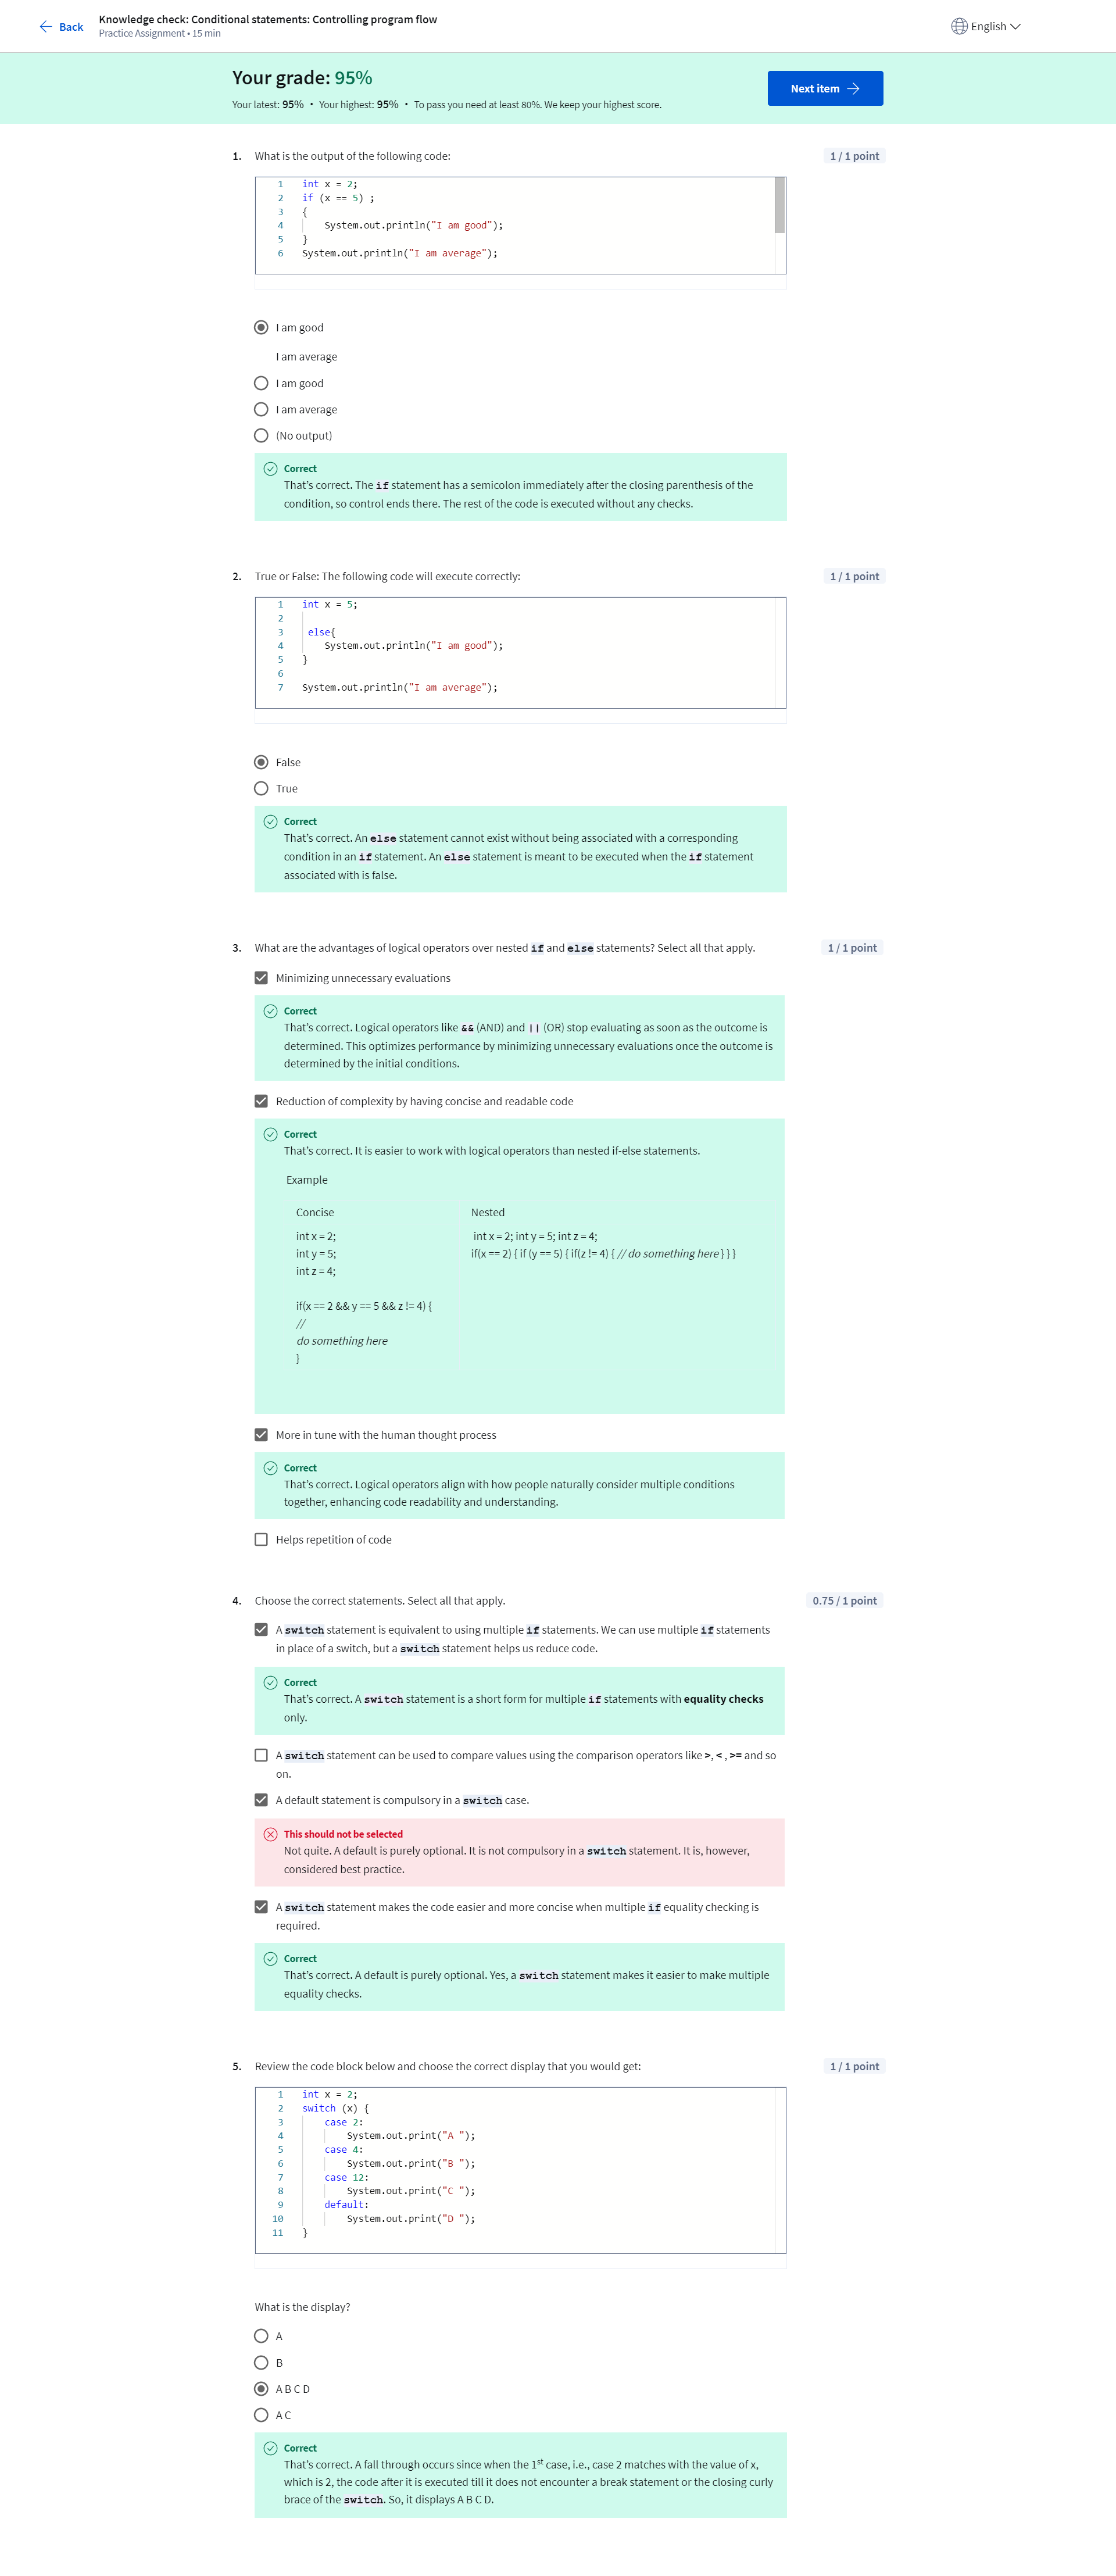 Back
Knowledge check: Conditional statements: Controlling program flow
Practice Assignment • 15 min
English
Your grade: 95%
Your latest: 95% • Your highest: 95% • To pass you need at least 80%. We keep your highest score.
Next item
1. What is the output of the following code:
1 / 1 point
1 int x = 2;
2 if (x == 5) ;
3 {
4     System.out.println("I am good");
5 }
6 System.out.println("I am average");
I am good
I am average
I am good
I am average
(No output)
Correct
That's correct. The if statement has a semicolon immediately after the closing parenthesis of the
condition, so control ends there. The rest of the code is executed without any checks.
2. True or False: The following code will execute correctly:
1 / 1 point
1 int x = 5;
2
3  else{
4     System.out.println("I am good");
5 }
6
7 System.out.println("I am average");
False
True
Correct
That's correct. An else statement cannot exist without being associated with a corresponding
condition in an if statement. An else statement is meant to be executed when the if statement
associated with is false.
3. What are the advantages of logical operators over nested if and else statements? Select all that apply.
1 / 1 point
Minimizing unnecessary evaluations
Correct
That's correct. Logical operators like && (AND) and || (OR) stop evaluating as soon as the outcome is
determined. This optimizes performance by minimizing unnecessary evaluations once the outcome is
determined by the initial conditions.
Reduction of complexity by having concise and readable code
Correct
That's correct. It is easier to work with logical operators than nested if-else statements.
Example
Concise
int x = 2;
int y = 5;
int z = 4;
if(x == 2 && y == 5 && z != 4) {
//
do something here
}
Nested
int x = 2; int y = 5; int z = 4;
if(x == 2) { if (y == 5) { if(z != 4) { // do something here } } }
More in tune with the human thought process
Correct
That's correct. Logical operators align with how people naturally consider multiple conditions
together, enhancing code readability and understanding.
Helps repetition of code
4. Choose the correct statements. Select all that apply.
0.75 / 1 point
A switch statement is equivalent to using multiple if statements. We can use multiple if statements
in place of a switch, but a switch statement helps us reduce code.
Correct
That's correct. A switch statement is a short form for multiple if statements with equality checks
only.
A switch statement can be used to compare values using the comparison operators like >, < , >= and so
on.
A default statement is compulsory in a switch case.
This should not be selected
Not quite. A default is purely optional. It is not compulsory in a switch statement. It is, however,
considered best practice.
A switch statement makes the code easier and more concise when multiple if equality checking is
required.
Correct
That's correct. A default is purely optional. Yes, a switch statement makes it easier to make multiple
equality checks.
5. Review the code block below and choose the correct display that you would get:
1 / 1 point
1 int x = 2;
2 switch (x) {
3     case 2:
4         System.out.print("A ");
5     case 4:
6         System.out.print("B ");
7     case 12:
8         System.out.print("C ");
9     default:
10         System.out.print("D ");
11 }
What is the display?
A
B
A B C D
A C
Correct
That's correct. A fall through occurs since when the 1st case, i.e., case 2 matches with the value of x,
which is 2, the code after it is executed till it does not encounter a break statement or the closing curly
brace of the switch. So, it displays A B C D.